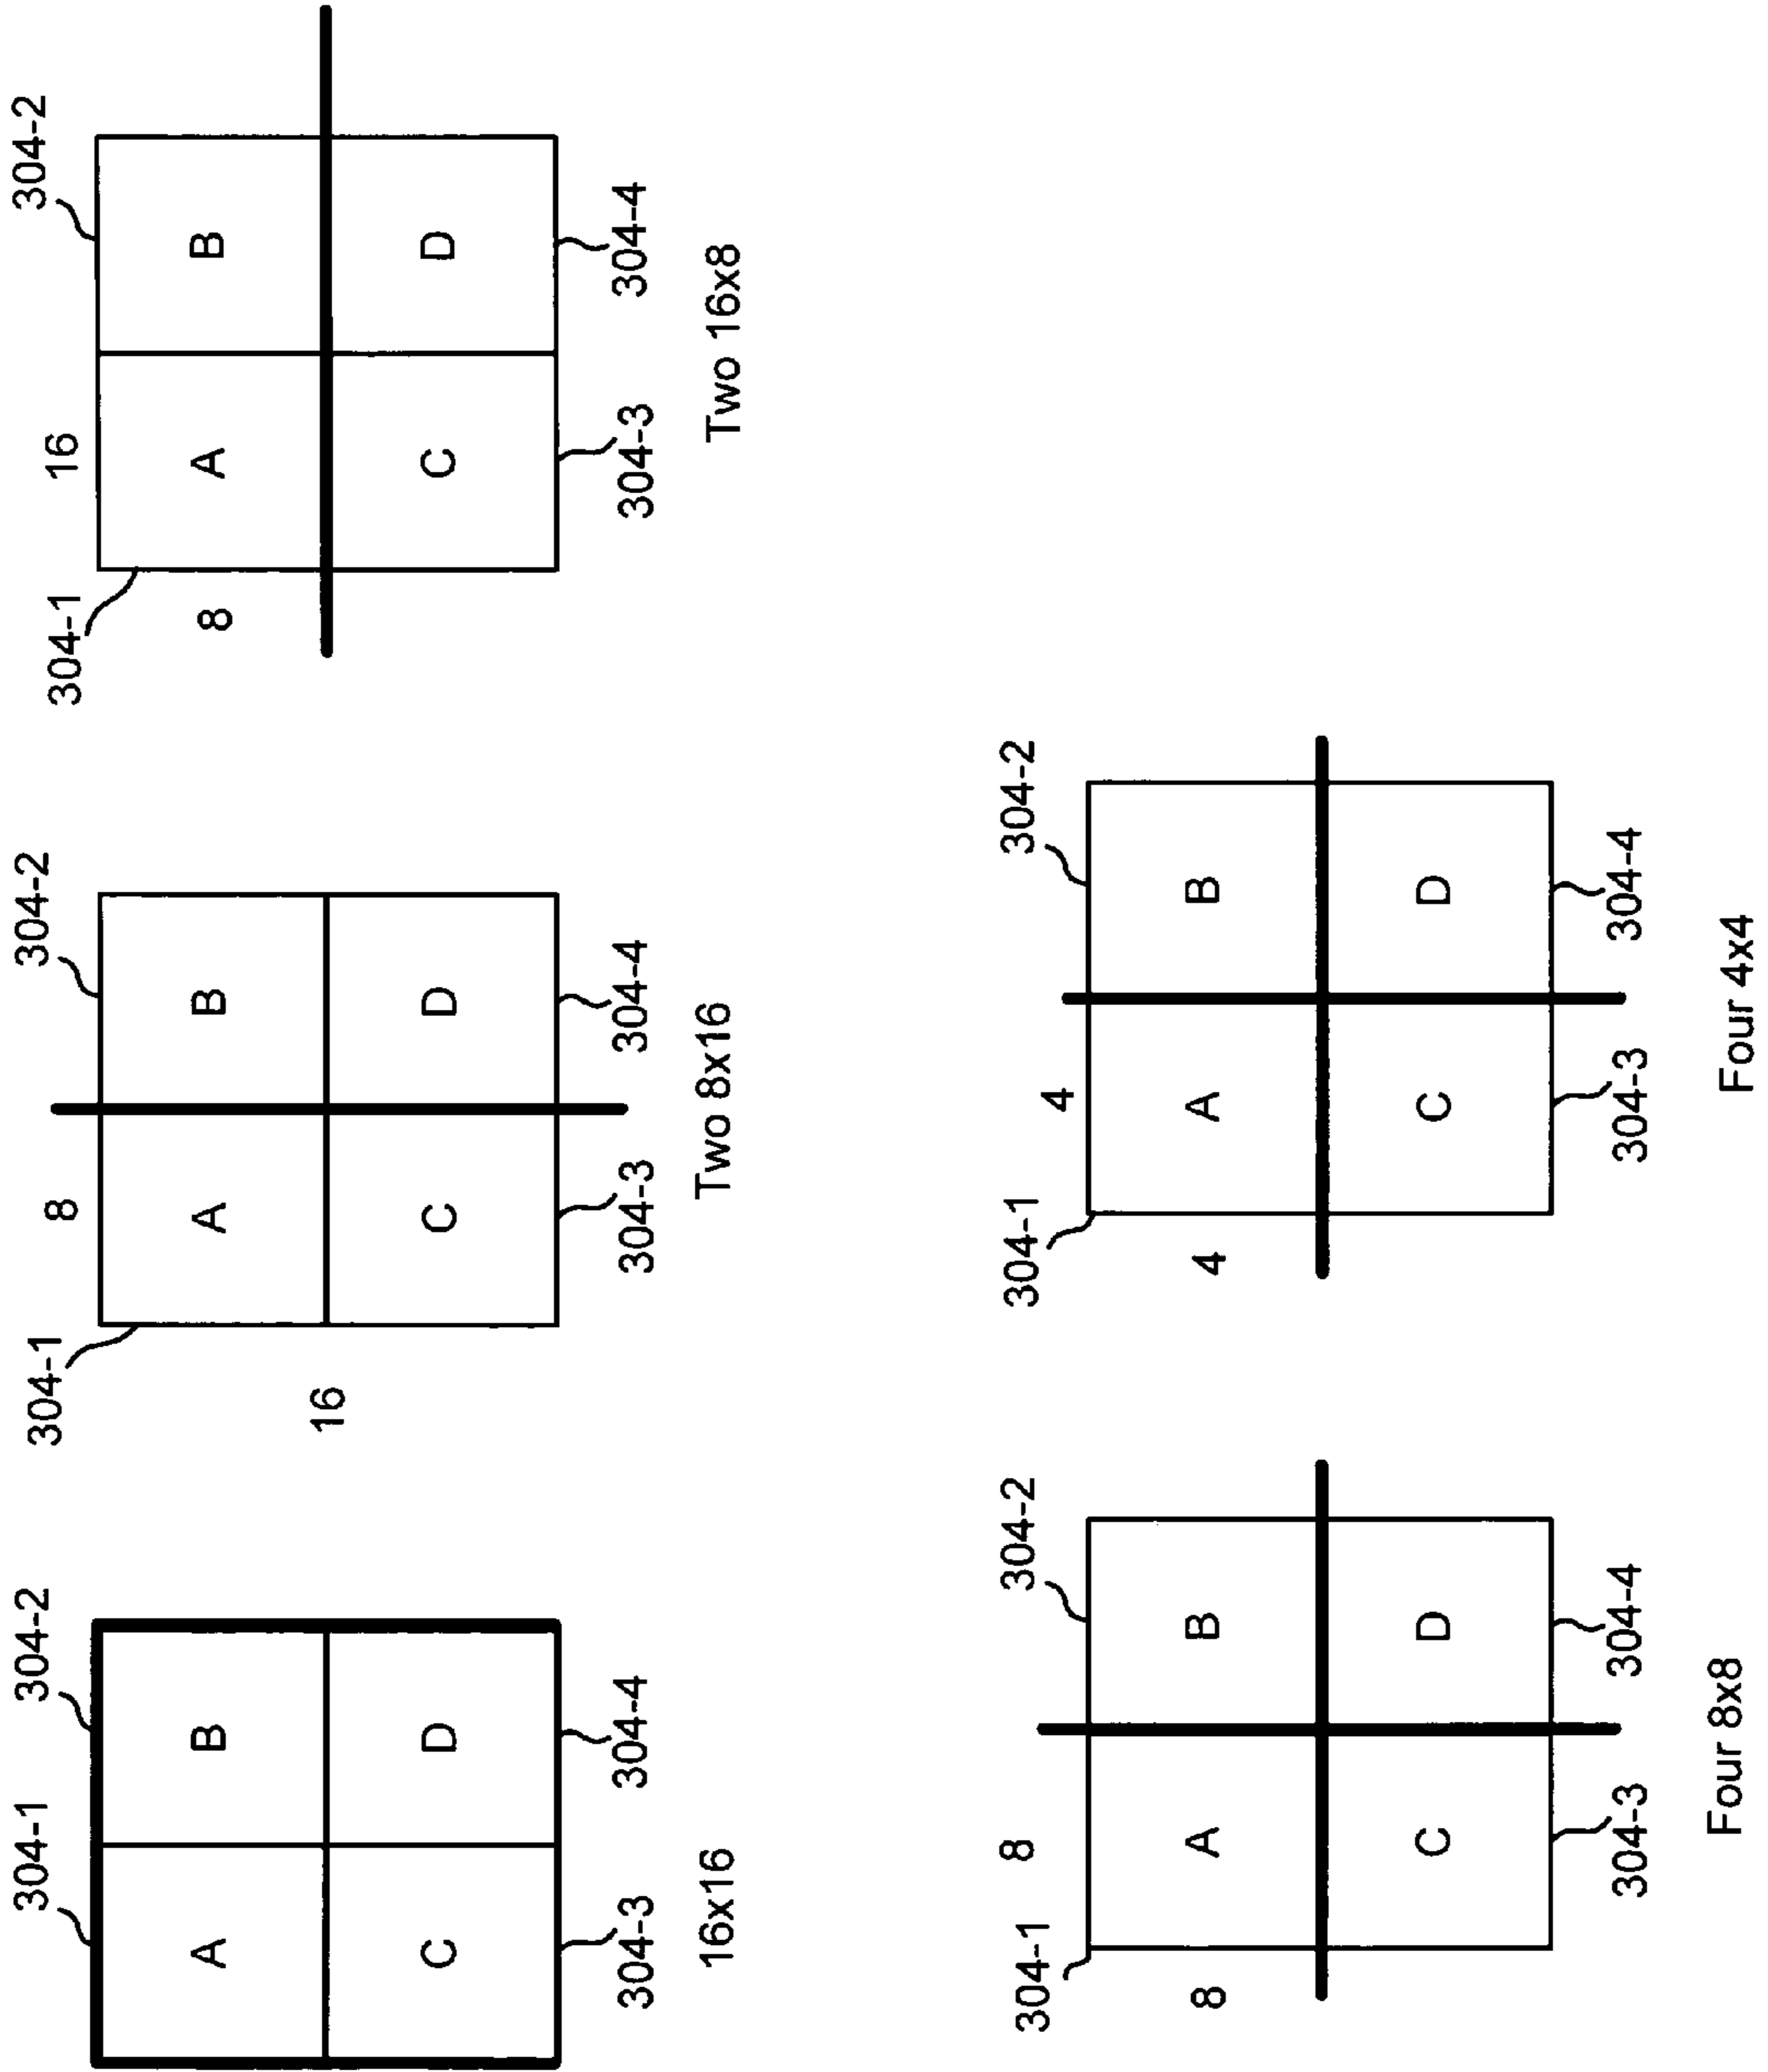 304-1 304-2
A B
C D
304-3 304-4
16x16
304-1 8 304-2
A B
16
C D
304-3 304-4
Two 8x16
304-1 16 304-2
8 A B
C D
304-3 304-4
Two 16x8
304-1 8 304-2
8 A B
C D
304-3 304-4
Four 8x8
304-1 4 304-2
4 A B
C D
304-3 304-4
Four 4x4